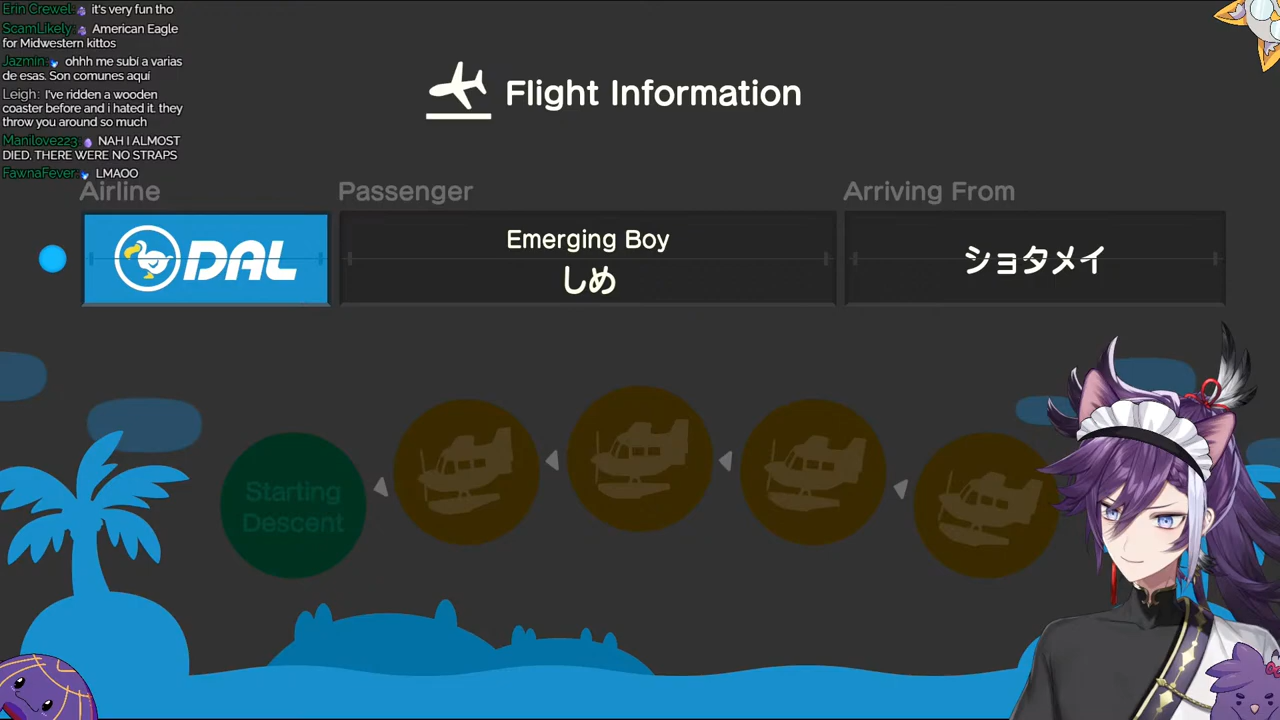 Erin Crewel: it's very fun tho
ScamLikely: American Eagle
for Midwestern kittos
Jazmin: ohhh me subí a varias
de esas. Son comunes aquí
Leigh: I've ridden a wooden
coaster before and i hated it. they
throw you around so much
Manilove223: NAH I ALMOST
DIED, THERE WERE NO STRAPS
FawnaFever: LMAOO
Flight Information
Airline
Passenger
Arriving From
DAL
Emerging Boy
しめ
ショタメイ
Starting
Descent